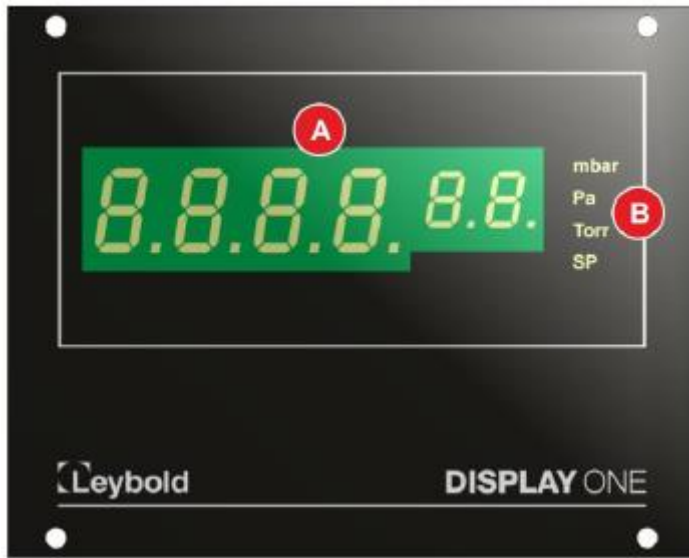 A
8.8.8.8. 8.8.
mbar
Pa
B
Torr
SP
Leybold
DISPLAY ONE